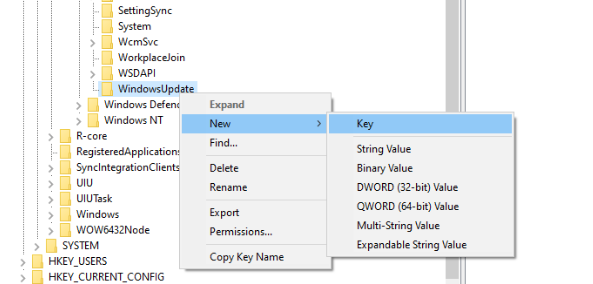 SettingSync
System
WcmSvc
WorkplaceJoin
WSDAPI
WindowsUpdate
Windows Defend
Windows NT
R-core
RegisteredApplications
SyncIntegrationClients
UIU
UIUTask
Windows
WOW6432Node
SYSTEM
HKEY_USERS
HKEY_CURRENT_CONFIG
Expand
New
Find...
Delete
Rename
Export
Permissions...
Copy Key Name
Key
String Value
Binary Value
DWORD (32-bit) Value
QWORD (64-bit) Value
Multi-String Value
Expandable String Value